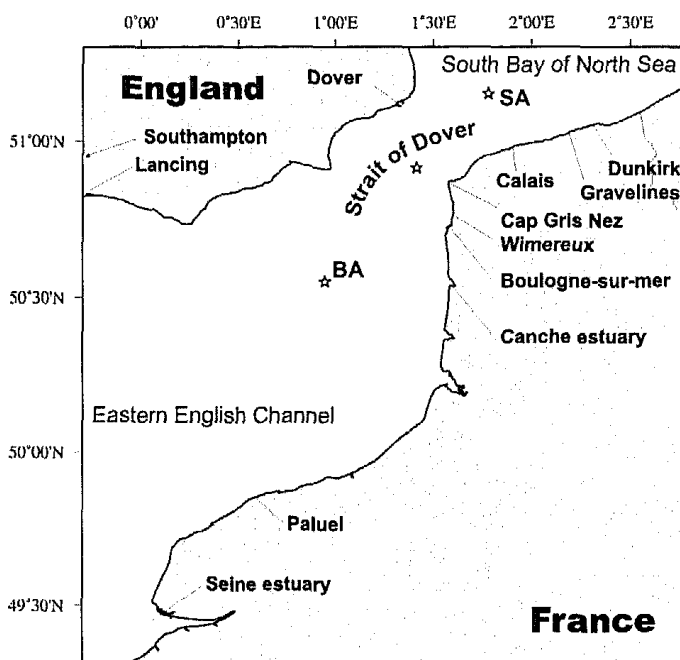 0°00'E 0°30'E 1°00'E 1°30'E 2°00'E 2°30'E
South Bay of North Sea
Dover
England
SA
51°00'N
Southampton
Lancing
Strait of Dover
Calais
Dunkirk
Gravelines
Cap Gris Nez
Wimereux
BA
Boulogne-sur-mer
50°30'N
Canche estuary
Eastern English Channel
50°00'N
Paluel
Seine estuary
49°30'N
France